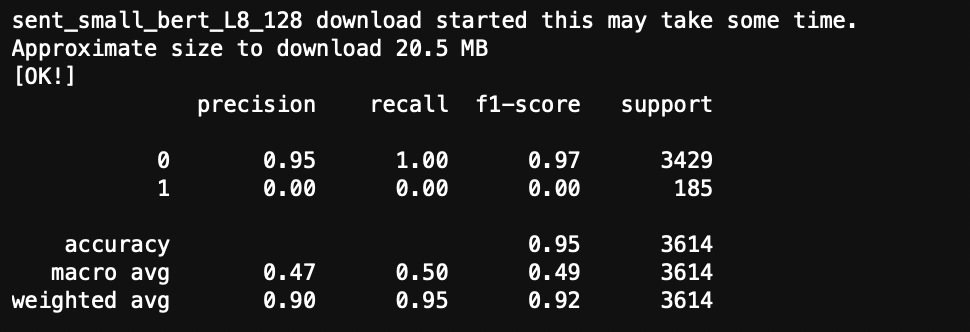 sent_small_bert_L8_128 download started this may take some time.
Approximate size to download 20.5 MB
[OK!]
precision recall f1-score support
0 0.95 1.00 0.97 3429
1 0.00 0.00 0.00 185
accuracy 0.95 3614
macro avg 0.47 0.50 0.49 3614
weighted avg 0.90 0.95 0.92 3614